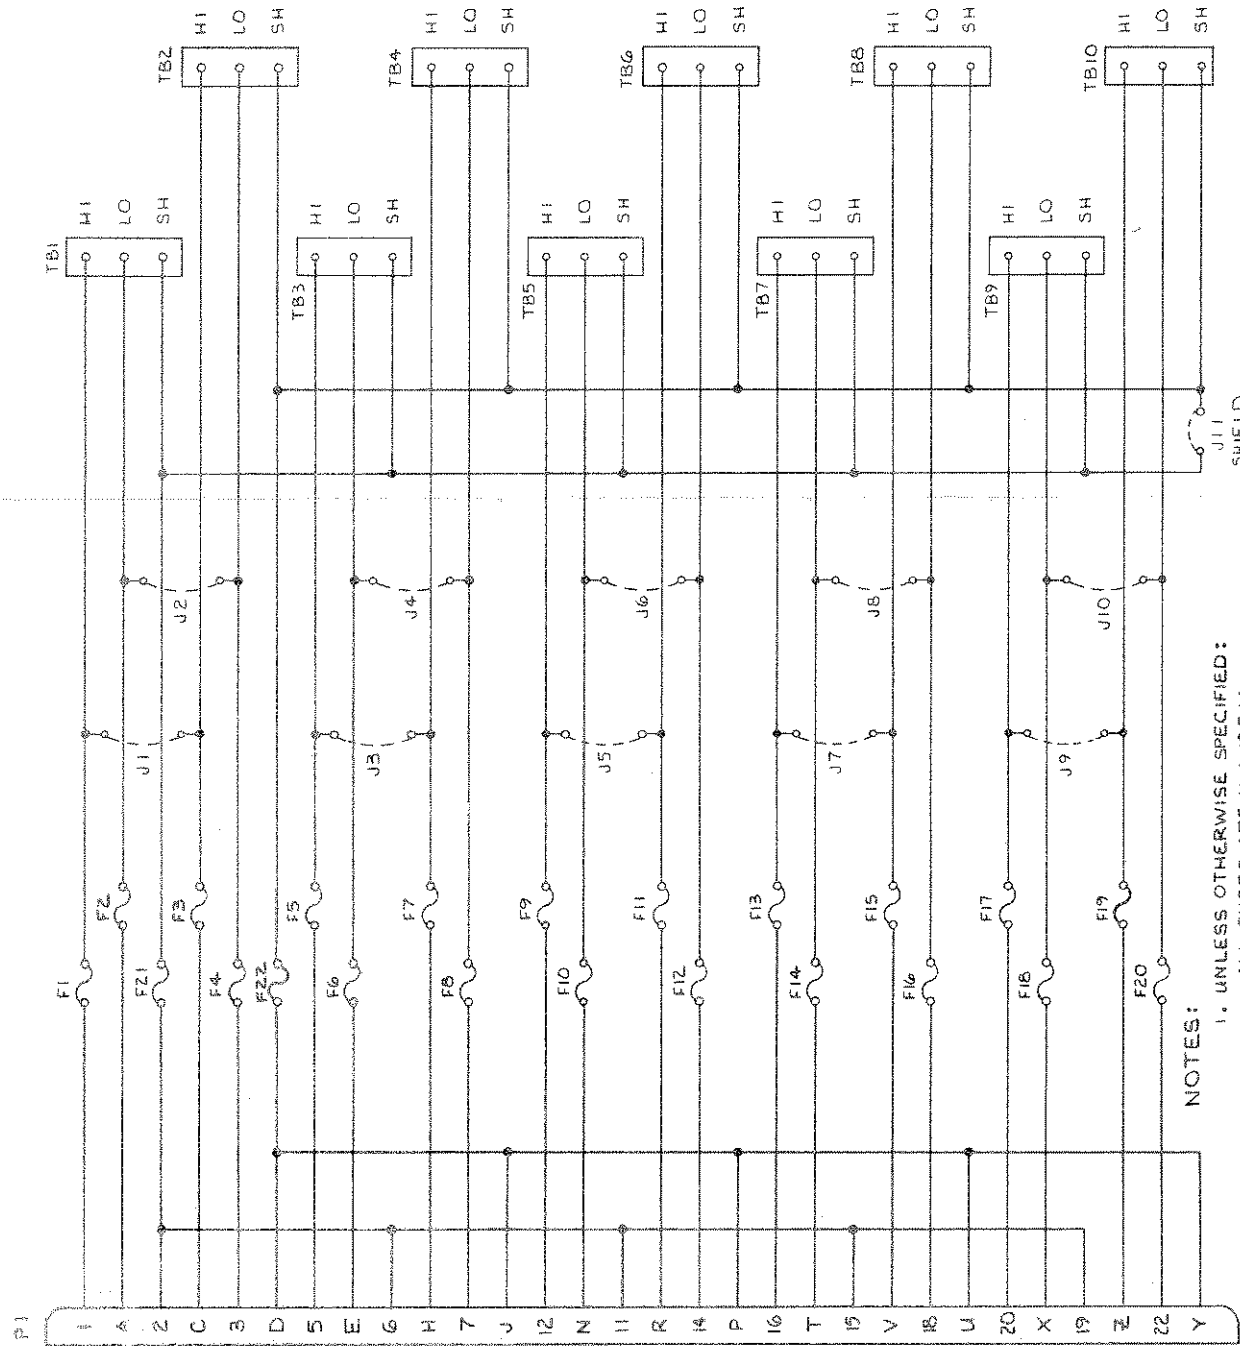 TB1
HI
LO
SH
TB2
HI
LO
SH
TB3
HI
LO
SH
TB4
HI
LO
SH
TB5
HI
LO
SH
TB6
HI
LO
SH
TB7
HI
LO
SH
TB8
HI
LO
SH
TB9
HI
LO
SH
TB10
HI
LO
SH
J1
J2
J3
J4
J5
J6
J7
J8
J9
J10
J11
SHIELD
F1
F2
F21
F3
F4
F22
F5
F6
F7
F8
F9
F10
F11
F12
F13
F14
F15
F16
F17
F18
F19
F20
P1
1
A
2
C
3
D
5
E
6
H
7
J
12
N
11
R
14
P
16
T
15
V
18
U
20
X
19
Z
22
Y
NOTES:
1. UNLESS OTHERWISE SPECIFIED: